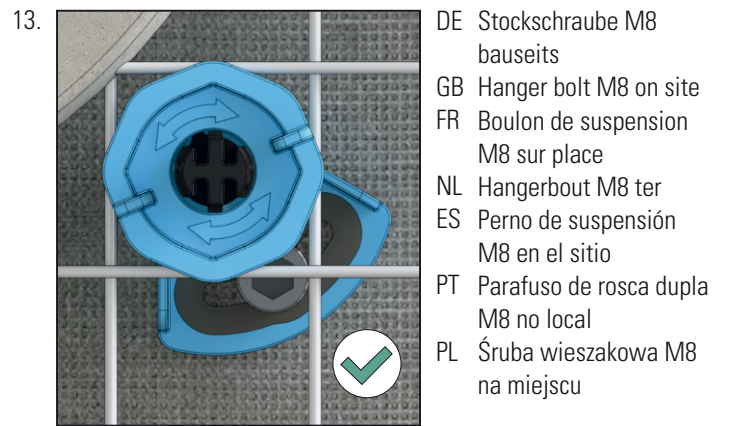 13.
DE Stockschraube M8
bauseits
GB Hanger bolt M8 on site
FR Boulon de suspension
M8 sur place
NL Hangerbout M8 ter
ES Perno de suspensión
M8 en el sitio
PT Parafuso de rosca dupla
M8 no local
PL Śruba wieszakowa M8
na miejscu